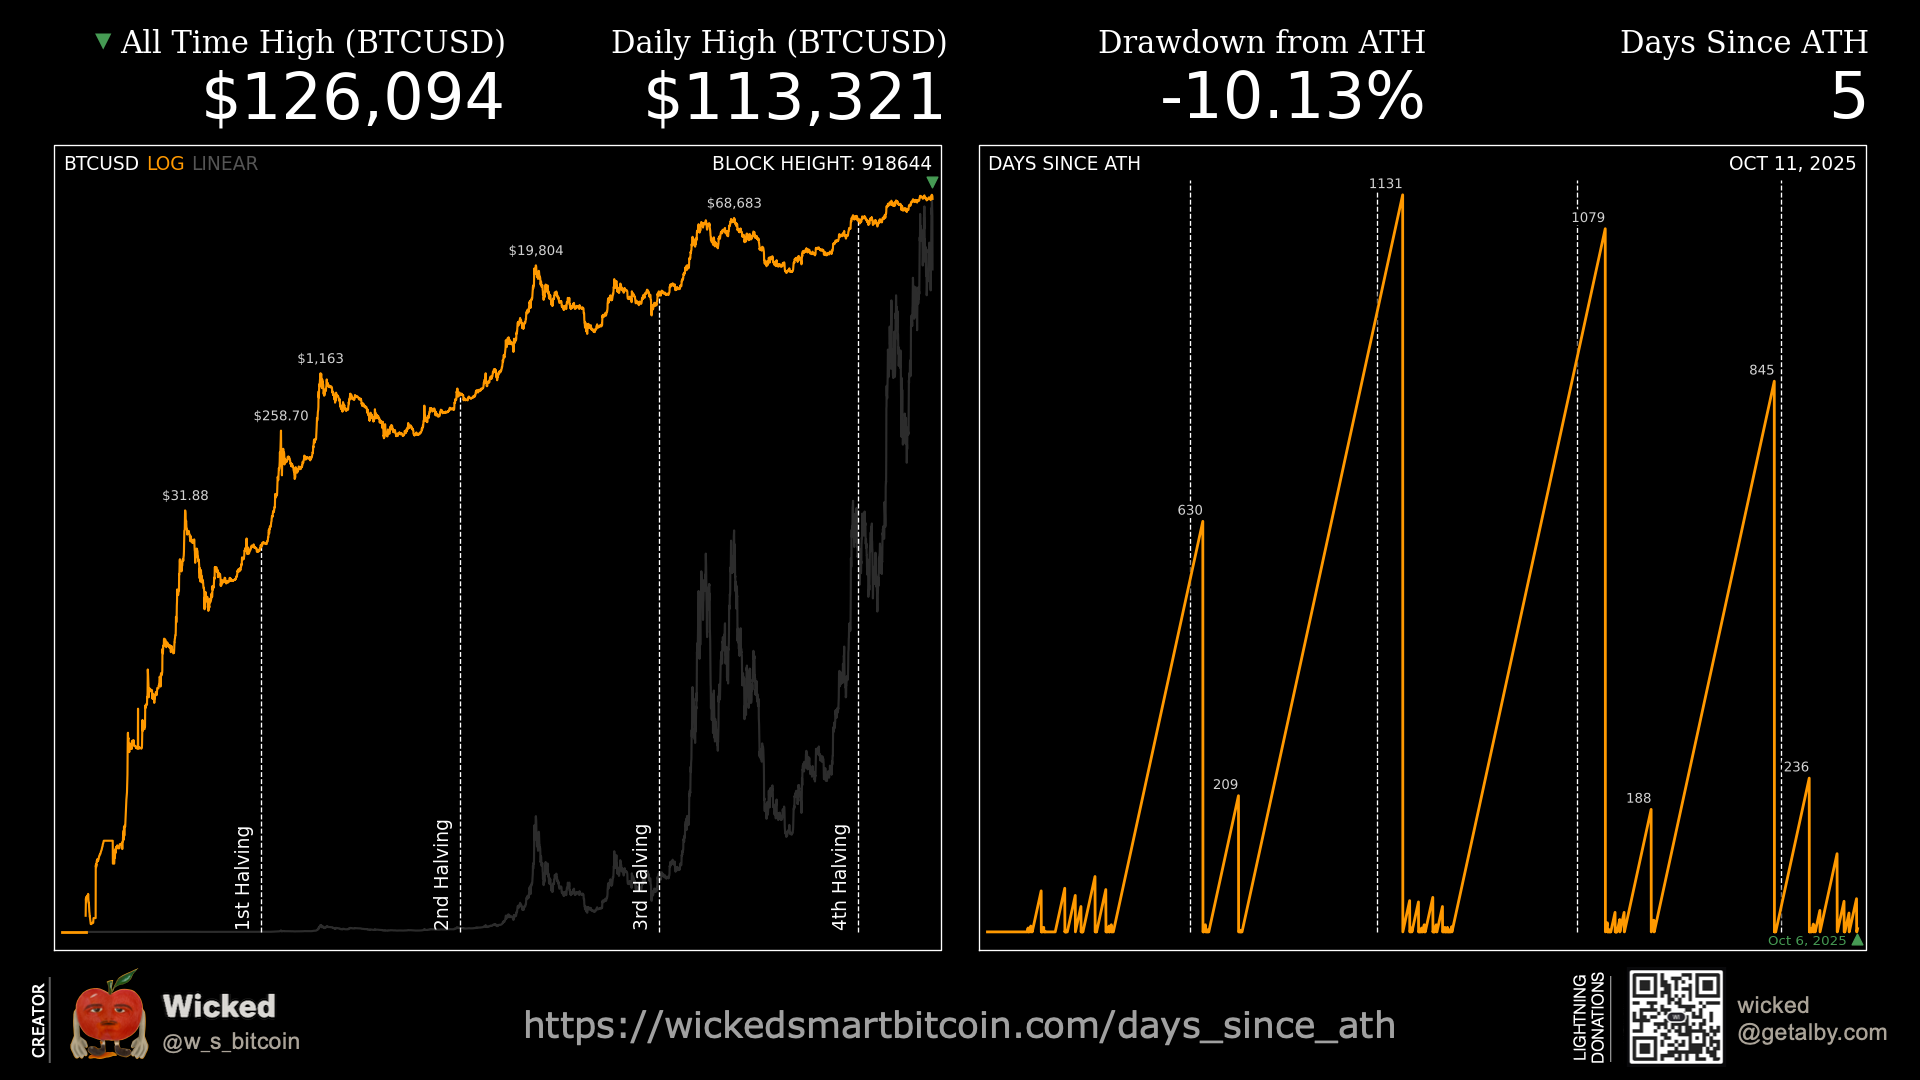 ▼ All Time High (BTCUSD)
$126,094
Daily High (BTCUSD)
$113,321
Drawdown from ATH
-10.13%
Days Since ATH
5
BTCUSD LOG LINEAR
BLOCK HEIGHT: 918644
$31.88
$258.70
$1,163
$19,804
$68,683
1st Halving
2nd Halving
3rd Halving
4th Halving
DAYS SINCE ATH
OCT 11, 2025
630
209
1131
1079
188
845
236
Oct 6, 2025
CREATOR
Wicked
@w_s_bitcoin
https://wickedsmartbitcoin.com/days_since_ath
LIGHTNING
DONATIONS
wicked
@getalby.com